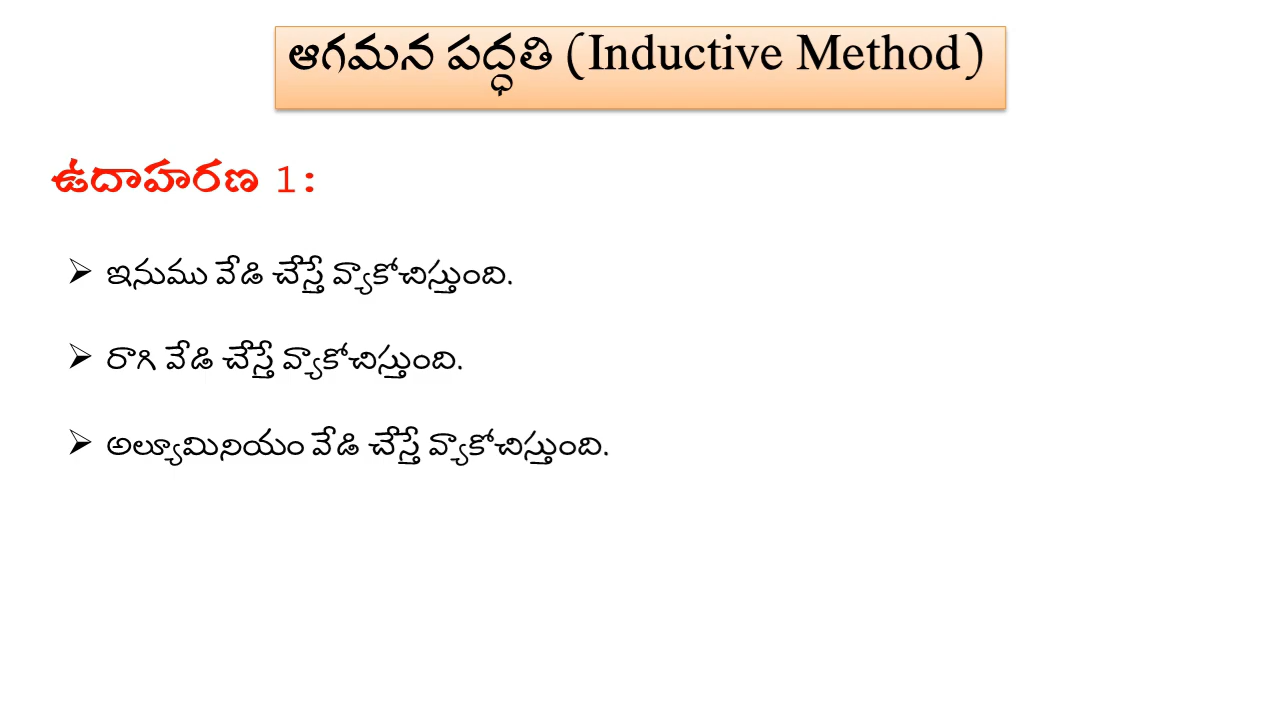 ఆగమన పద్ధతి (Inductive Method)
ఉదాహరణ 1:
➢ ఇనుము వేడి చేస్తే వ్యాకోచిస్తుంది.
➢ రాగి వేడి చేస్తే వ్యాకోచిస్తుంది.
➢ అల్యూమినియం వేడి చేస్తే వ్యాకోచిస్తుంది.